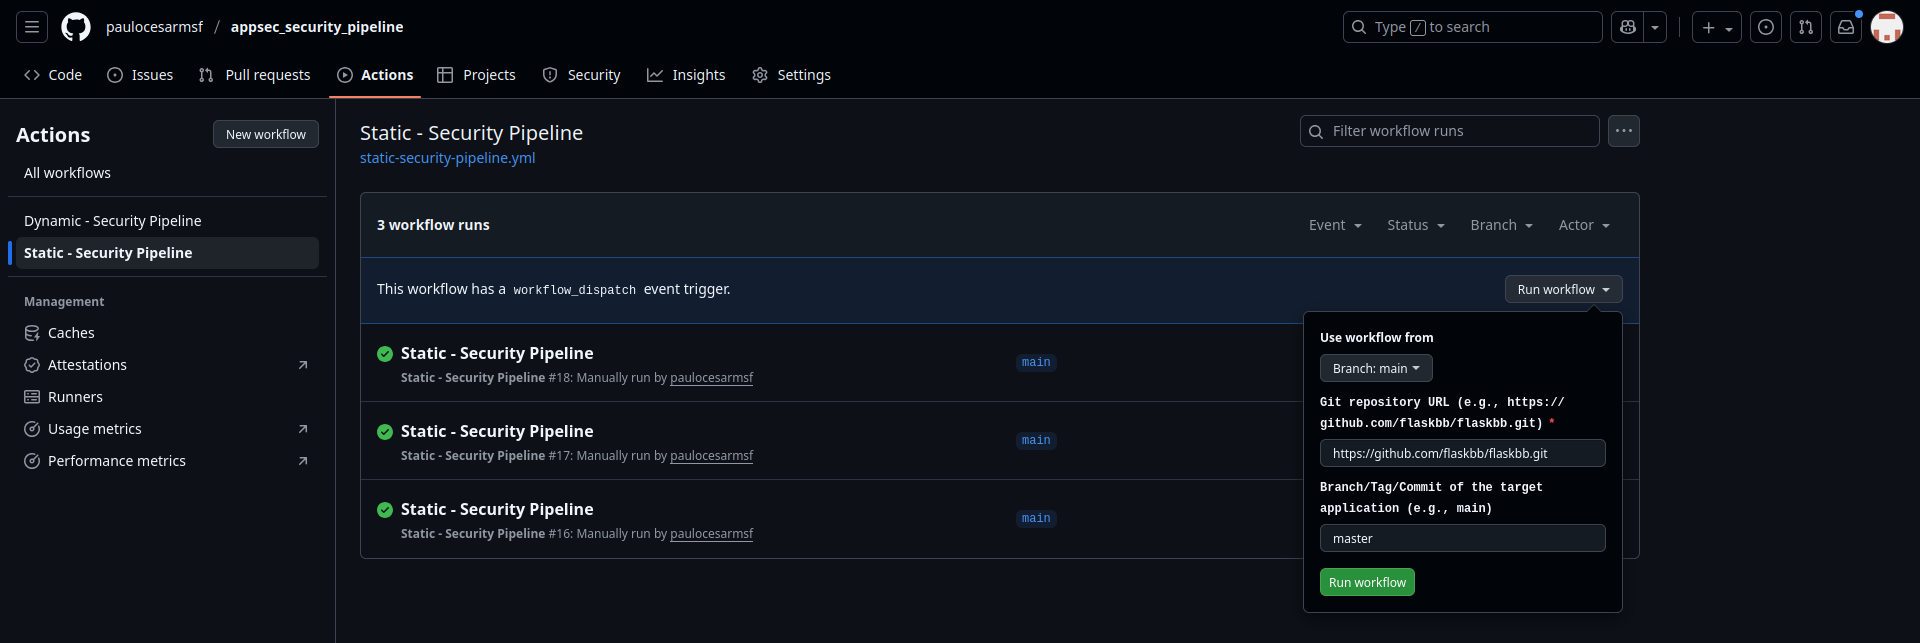 paulocesarmsf / appsec_security_pipeline
Type / to search
Code
Issues
Pull requests
Actions
Projects
Security
Insights
Settings
Actions
New workflow
All workflows
Dynamic - Security Pipeline
Static - Security Pipeline
Management
Caches
Attestations
Runners
Usage metrics
Performance metrics
Static - Security Pipeline
static-security-pipeline.yml
Filter workflow runs
3 workflow runs
Event
Status
Branch
Actor
This workflow has a workflow_dispatch event trigger.
Run workflow
Static - Security Pipeline
main
Static - Security Pipeline #18: Manually run by paulocesarmsf
Static - Security Pipeline
main
Static - Security Pipeline #17: Manually run by paulocesarmsf
Static - Security Pipeline
main
Static - Security Pipeline #16: Manually run by paulocesarmsf
Use workflow from
Branch: main
Git repository URL (e.g., https://
github.com/flaskbb/flaskbb.git) *
https://github.com/flaskbb/flaskbb.git
Branch/Tag/Commit of the target
application (e.g., main)
master
Run workflow